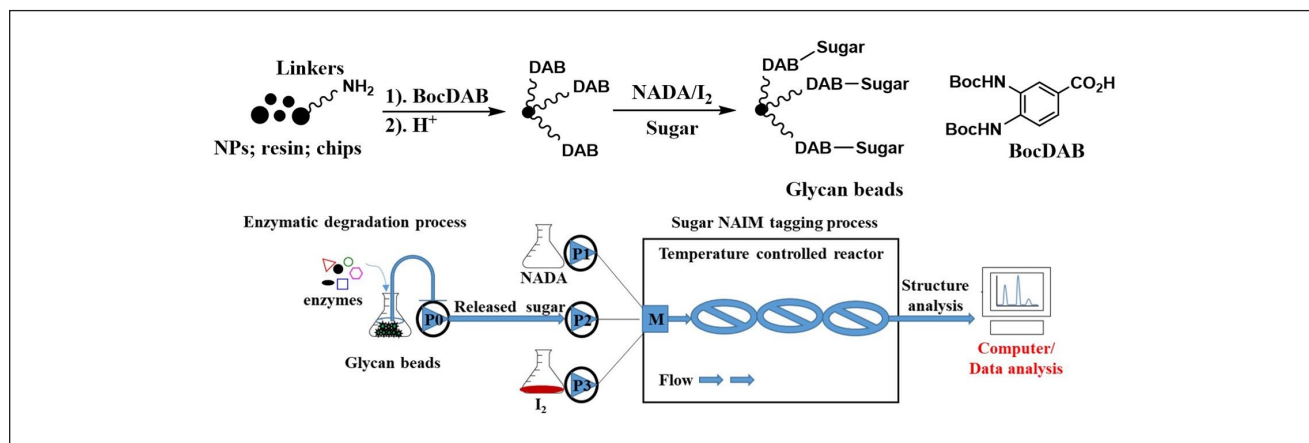 Linkers
NH2
NPs; resin; chips
1). BocDAB
2). H+
DAB
DAB
DAB
NADA/I2
Sugar
DAB Sugar
DAB—Sugar
DAB—Sugar
Glycan beads
BocHN
BocHN
CO2H
BocDAB
Enzymatic degradation process
enzymes
Glycan beads
P0
Released sugar
NADA
P1
P2
P3
I2
Sugar NAIM tagging process
Temperature controlled reactor
M
Flow
Structure
analysis
Computer/
Data analysis